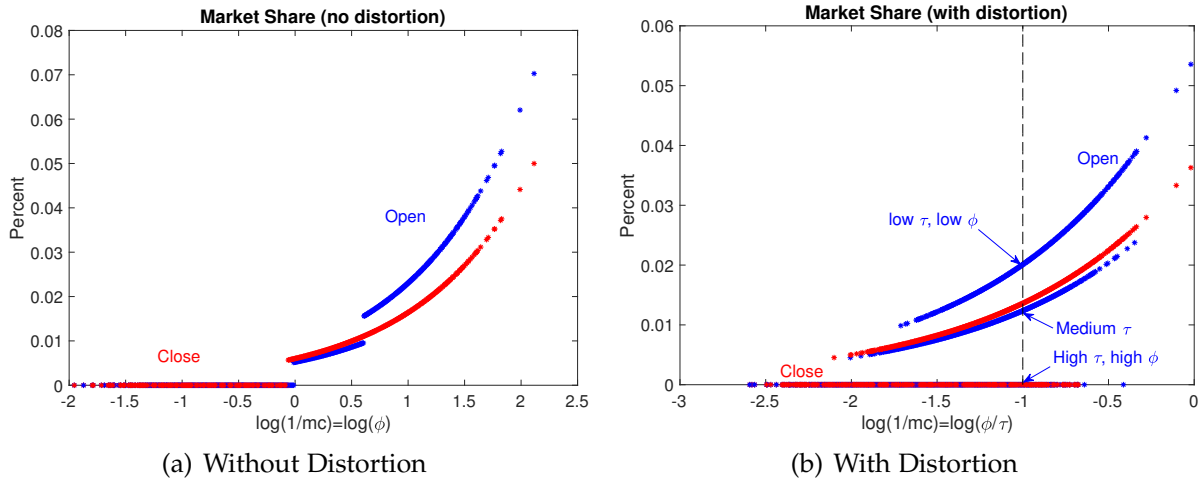 Market Share (no distortion)
0.08
0.07
0.06
0.05
0.04
0.03
0.02
0.01
0
Percent
Open
Close
-2 -1.5 -1 -0.5 0 0.5 1 1.5 2 2.5
log(1/mc)=log(ϕ)
(a) Without Distortion
Market Share (with distortion)
0.06
0.05
0.04
0.03
0.02
0.01
0
Percent
Open
low τ, low ϕ
Medium τ
High τ, high ϕ
Close
-3 -2.5 -2 -1.5 -1 -0.5 0
log(1/mc)=log(ϕ/τ)
(b) With Distortion